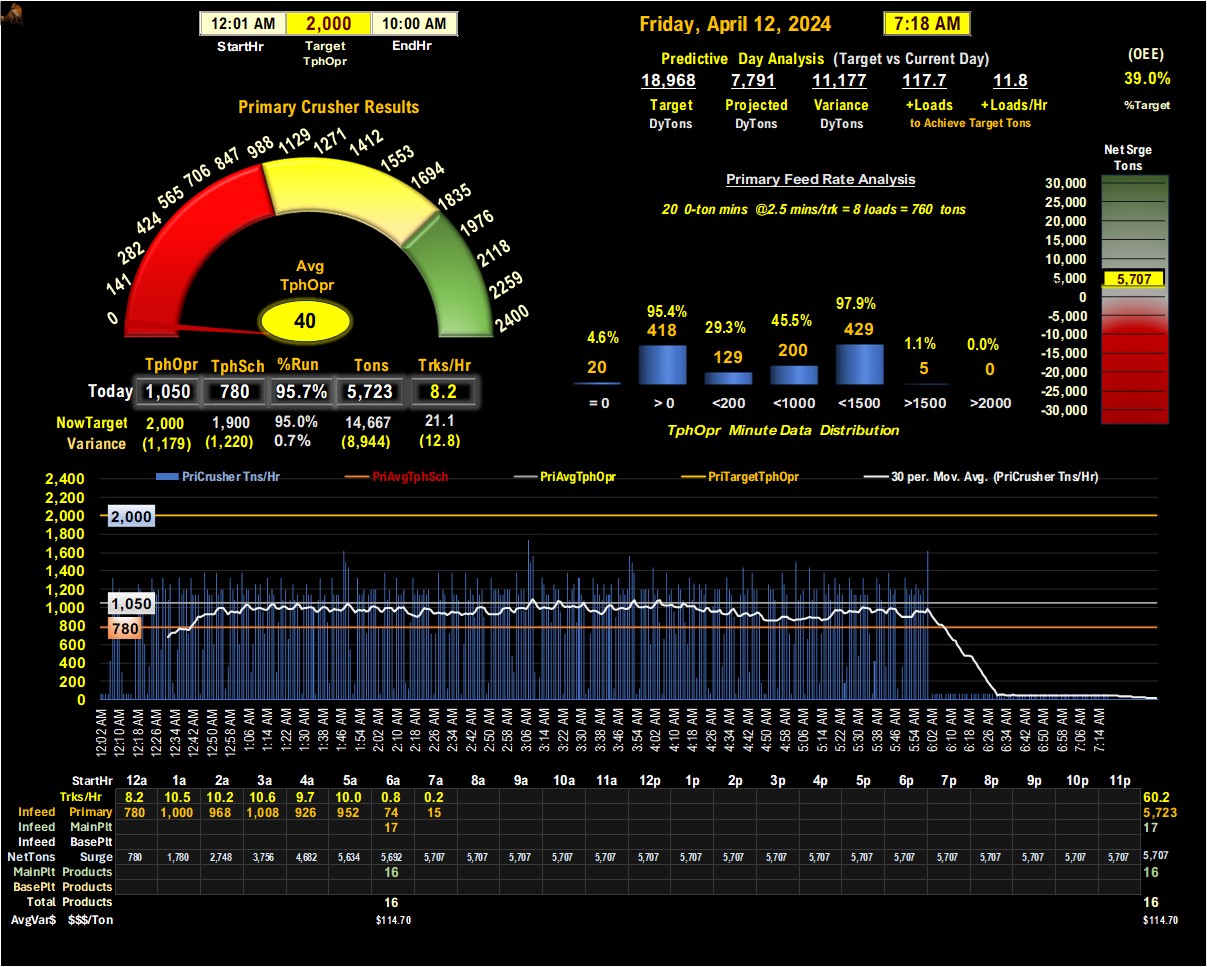 12:01 AM 2,000 10:00 AM
StartHr Target EndHr
TphOpr
Friday, April 12, 2024 7:18 AM
Predictive Day Analysis (Target vs Current Day)
18,968 7,791 11,177 117.7 11.8
Target Projected Variance +Loads +Loads/Hr
DyTons DyTons DyTons to Achieve Target Tons
(OEE)
39.0%
%Target
Primary Crusher Results
0 141 282 424 565 706 847 988 1129 1271 1412 1553 1694 1835 1976 2118 2259 2400
Avg
TphOpr
40
TphOpr TphSch %Run Tons Trks/Hr
Today 1,050 780 95.7% 5,723 8.2
NowTarget 2,000 1,900 95.0% 14,667 21.1
Variance (1,179) (1,220) 0.7% (8,944) (12.8)
Primary Feed Rate Analysis
20 0-ton mins @2.5 mins/trk = 8 loads = 760 tons
4.6% 95.4% 29.3% 45.5% 97.9% 1.1% 0.0%
20 418 129 200 429 5 0
= 0 > 0 <200 <1000 <1500 >1500 >2000
TphOpr Minute Data Distribution
Net Srge
Tons
30,000
25,000
20,000
15,000
10,000
5,000 5,707
0
-5,000
-10,000
-15,000
-20,000
-25,000
-30,000
PriCrusher Tns/Hr PriAvgTphSch PriAvgTphOpr PriTargetTphOpr 30 per. Mov. Avg. (PriCrusher Tns/Hr)
2,400
2,200
2,000 2,000
1,800
1,600
1,400
1,200
1,000 1,050
800 780
600
400
200
0
12:02 AM 12:10 AM 12:18 AM 12:26 AM 12:34 AM 12:42 AM 12:50 AM 12:58 AM 1:06 AM 1:14 AM 1:22 AM 1:30 AM 1:38 AM 1:46 AM 1:54 AM 2:02 AM 2:10 AM 2:18 AM 2:26 AM 2:34 AM 2:42 AM 2:50 AM 2:58 AM 3:06 AM 3:14 AM 3:22 AM 3:30 AM 3:38 AM 3:46 AM 3:54 AM 4:02 AM 4:10 AM 4:18 AM 4:26 AM 4:34 AM 4:42 AM 4:50 AM 4:58 AM 5:06 AM 5:14 AM 5:22 AM 5:30 AM 5:38 AM 5:46 AM 5:54 AM 6:02 AM 6:10 AM 6:18 AM 6:26 AM 6:34 AM 6:42 AM 6:50 AM 6:58 AM 7:06 AM 7:14 AM
StartHr 12a 1a 2a 3a 4a 5a 6a 7a 8a 9a 10a 11a 12p 1p 2p 3p 4p 5p 6p 7p 8p 9p 10p 11p
Trks/Hr 8.2 10.5 10.2 10.6 9.7 10.0 0.8 0.2 60.2
Infeed Primary 780 1,000 968 1,008 926 952 74 15 5,723
Infeed MainPlt 17 17
Infeed BasePlt
NetTons Surge 780 1,780 2,748 3,756 4,682 5,634 5,692 5,707 5,707 5,707 5,707 5,707 5,707 5,707 5,707 5,707 5,707 5,707 5,707 5,707 5,707 5,707 5,707 5,707 5,707
MainPlt Products 16 16
BasePlt Products
Total Products 16 16
AvgVar$ $$$/Ton $114.70 $114.70